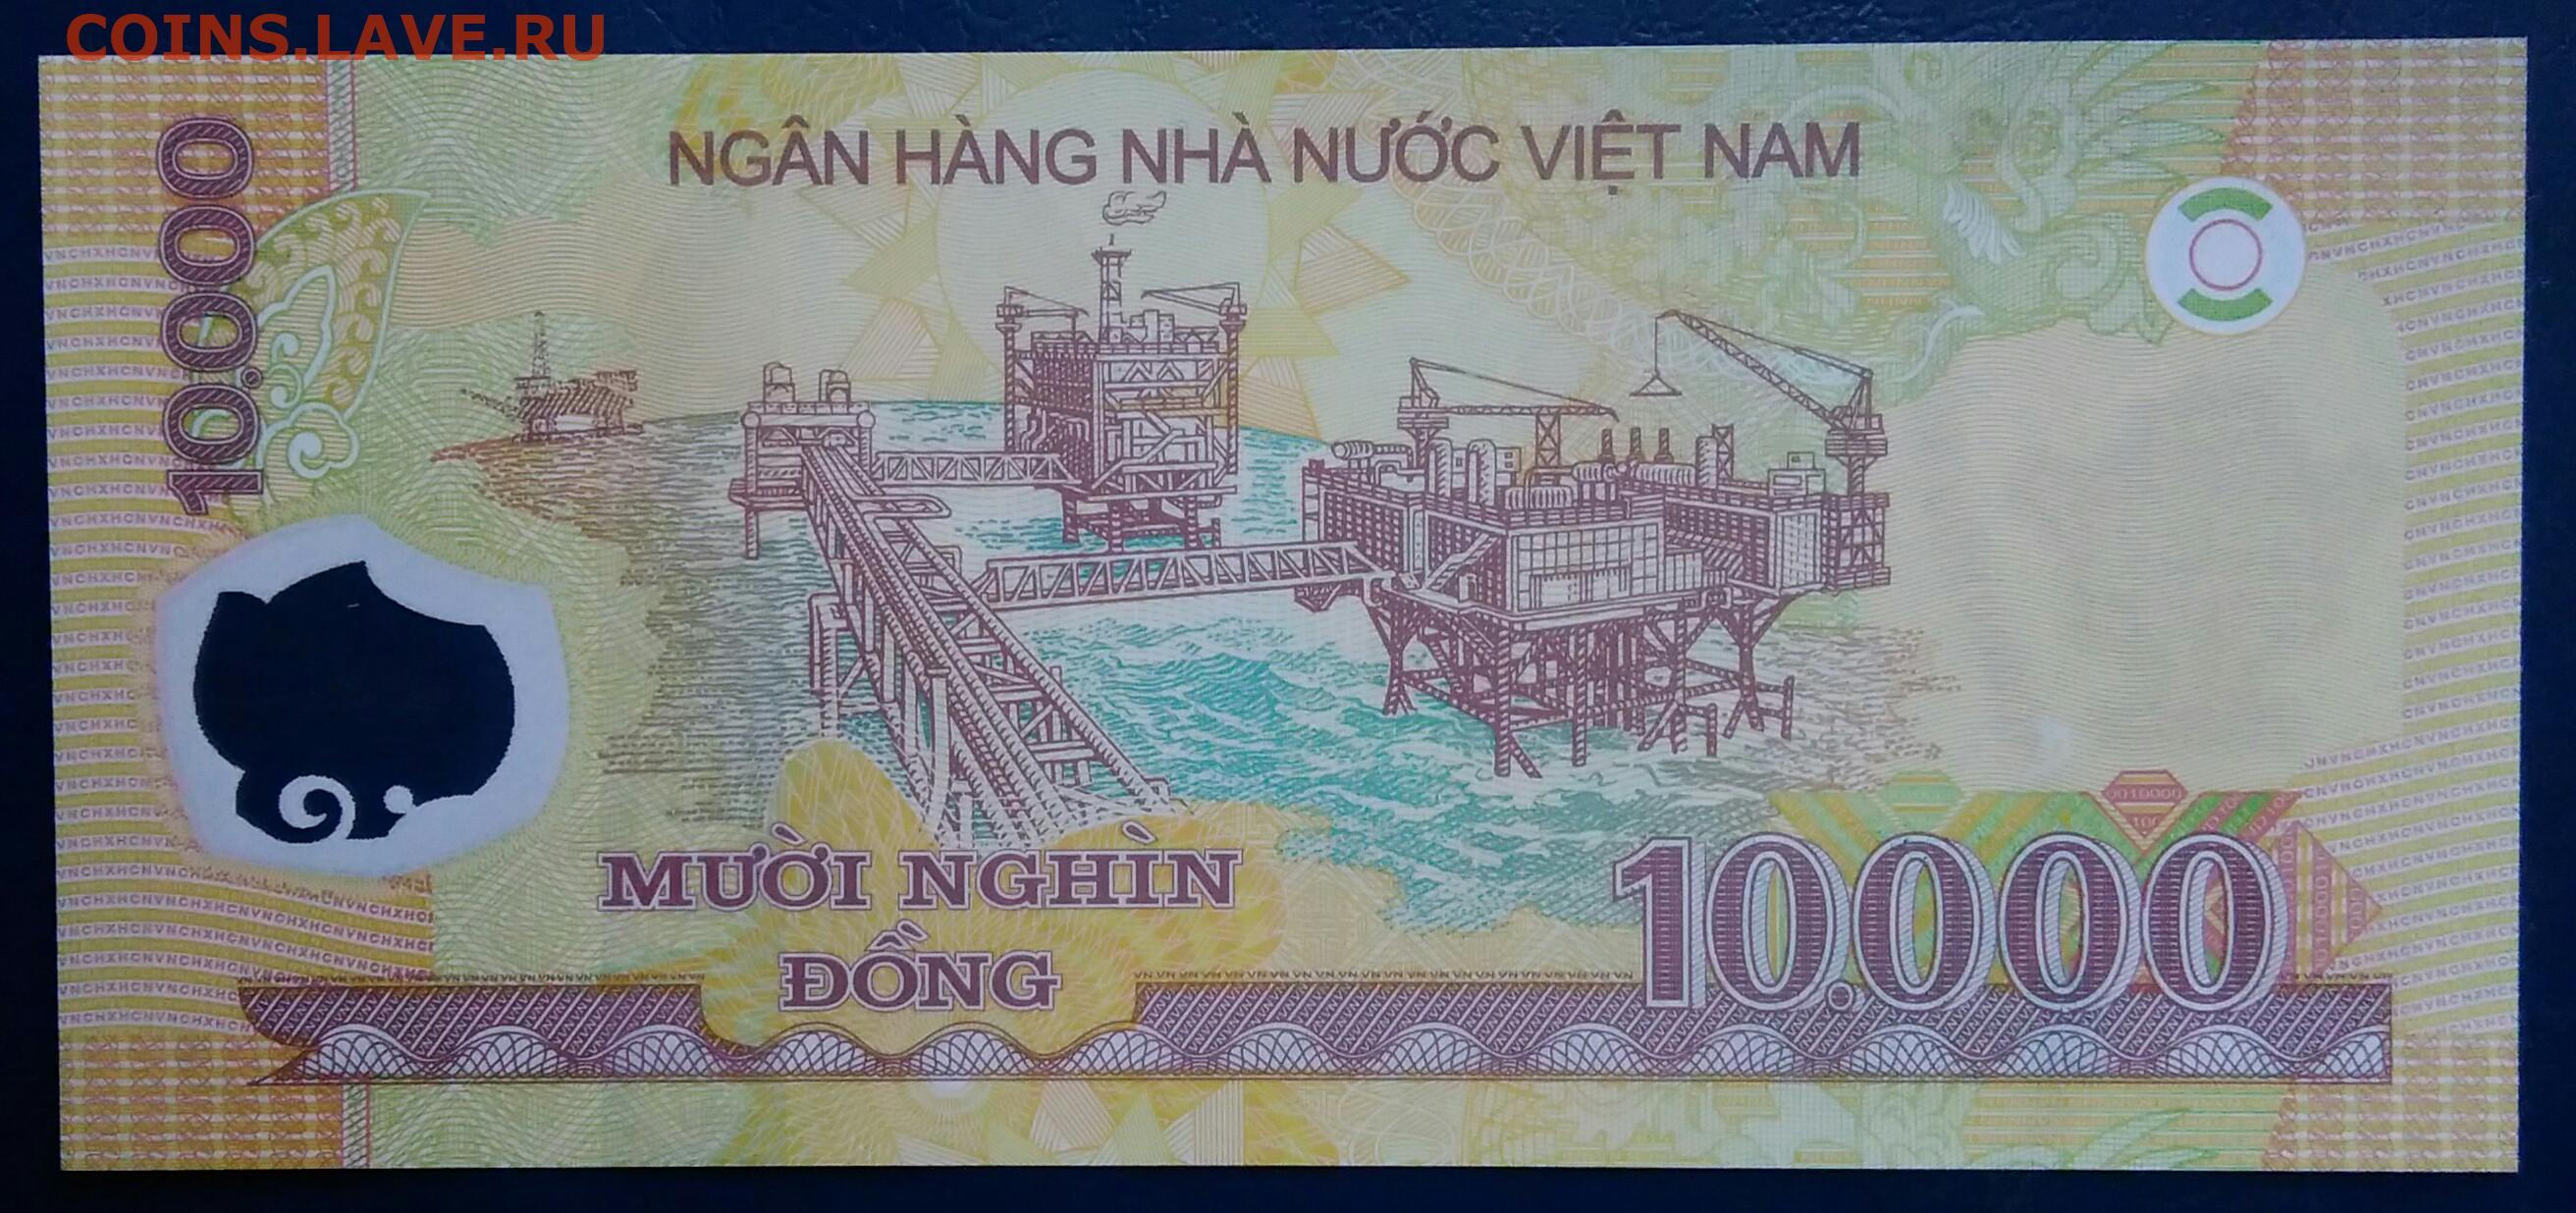 COINS.LAVE.RU
NGÂN HÀNG NHÀ NƯỚC VIỆT NAM
10.000
MƯỜI NGHÌN
ĐỒNG
10.000